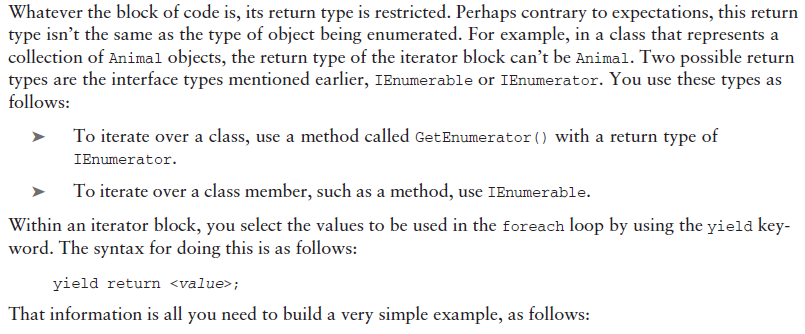 Whatever the block of code is, its return type is restricted. Perhaps contrary to expectations, this return
type isn't the same as the type of object being enumerated. For example, in a class that represents a
collection of Animal objects, the return type of the iterator block can't be Animal. Two possible return
types are the interface types mentioned earlier, IEnumerable or IEnumerator. You use these types as
follows:
➤ To iterate over a class, use a method called GetEnumerator() with a return type of
IEnumerator.
➤ To iterate over a class member, such as a method, use IEnumerable.
Within an iterator block, you select the values to be used in the foreach loop by using the yield key-
word. The syntax for doing this is as follows:
yield return <value>;
That information is all you need to build a very simple example, as follows: